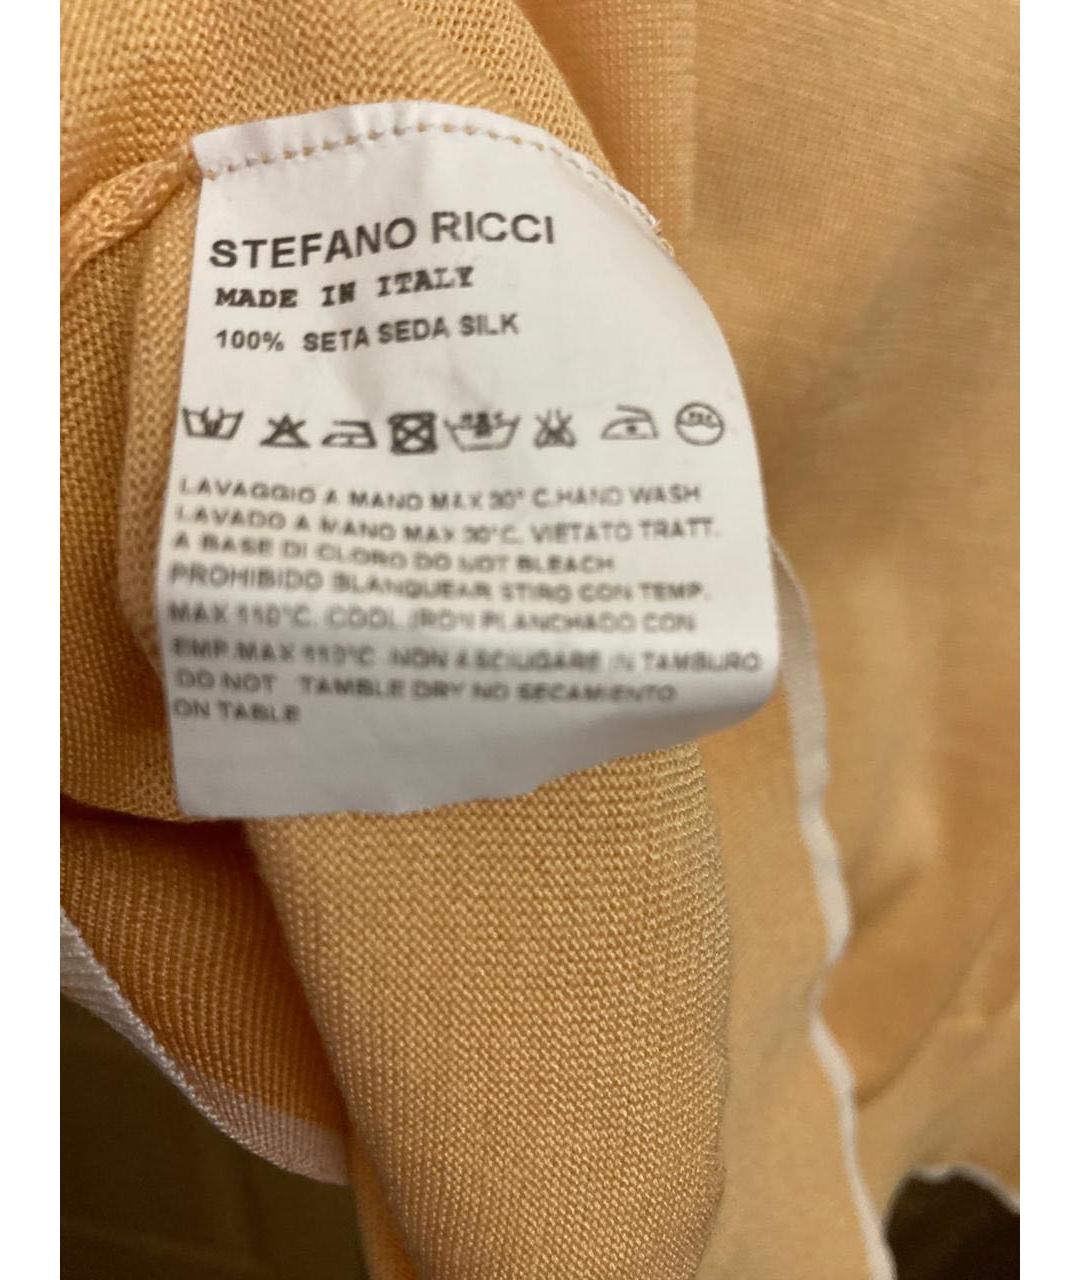 STEFANO RICCI
MADE IN ITALY
100% SETA SEDA SILK
LAVAGGIO A MANO MAX 30° C.HAND WASH
LAVADO A MANO MAX 30°C. VIETATO TRATT.
A BASE DI CLORO DO NOT BLEACH
PROHIBIDO BLANQUEAR STIRO CON TEMP.
MAX 110°C. COOL IRON PLANCHADO CON
EMP.MAX 110°C NON ASCIUGARE IN TAMBURO
DO NOT TAMBLE DRY NO SECAMIENTO
ON TABLE